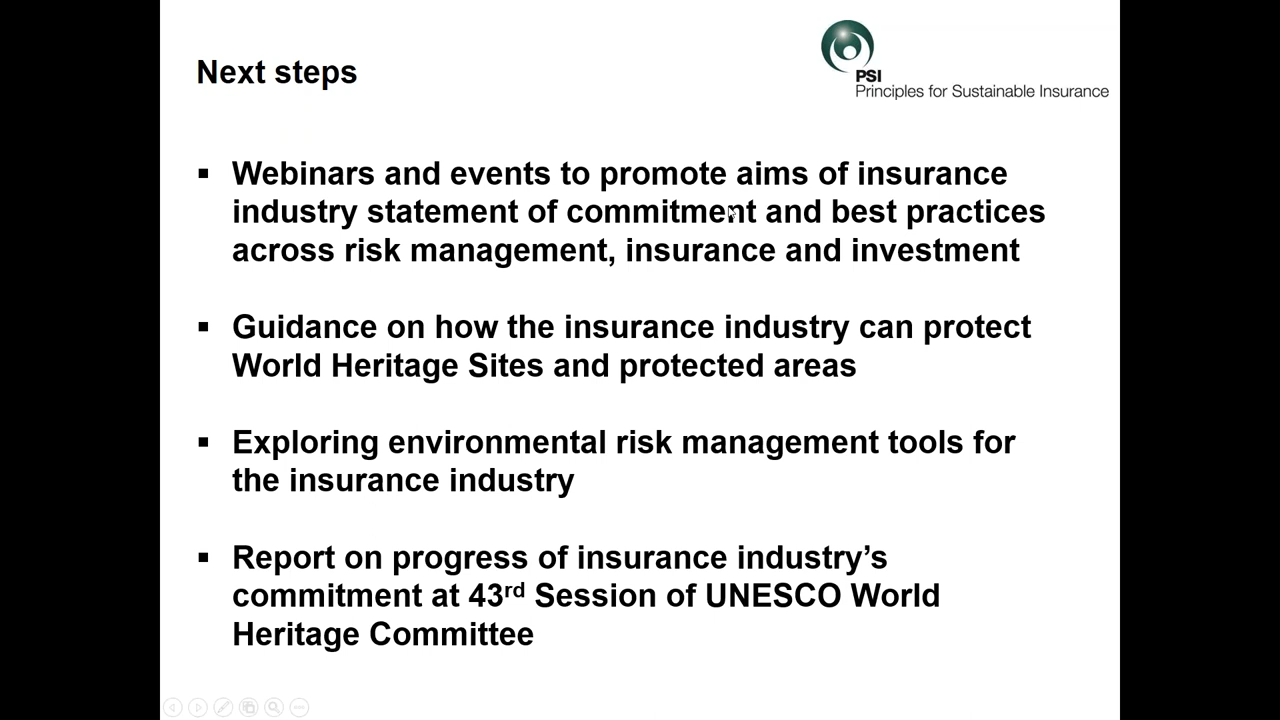 Next steps
PSI
Principles for Sustainable Insurance
▪ Webinars and events to promote aims of insurance
industry statement of commitment and best practices
across risk management, insurance and investment
▪ Guidance on how the insurance industry can protect
World Heritage Sites and protected areas
▪ Exploring environmental risk management tools for
the insurance industry
▪ Report on progress of insurance industry’s
commitment at 43rd Session of UNESCO World
Heritage Committee